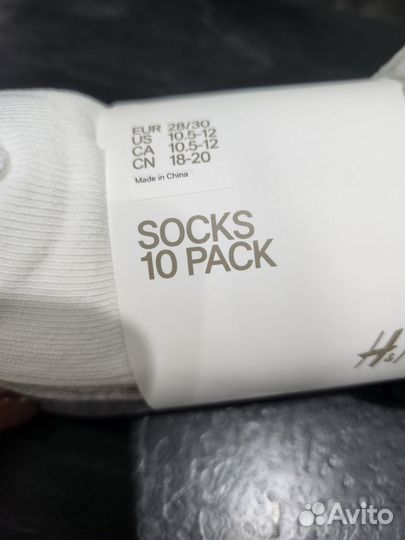 EUR 28/30
US 10.5-12
CA 10.5-12
CN 18-20
Made in China
SOCKS
10 PACK
H&M
Avito